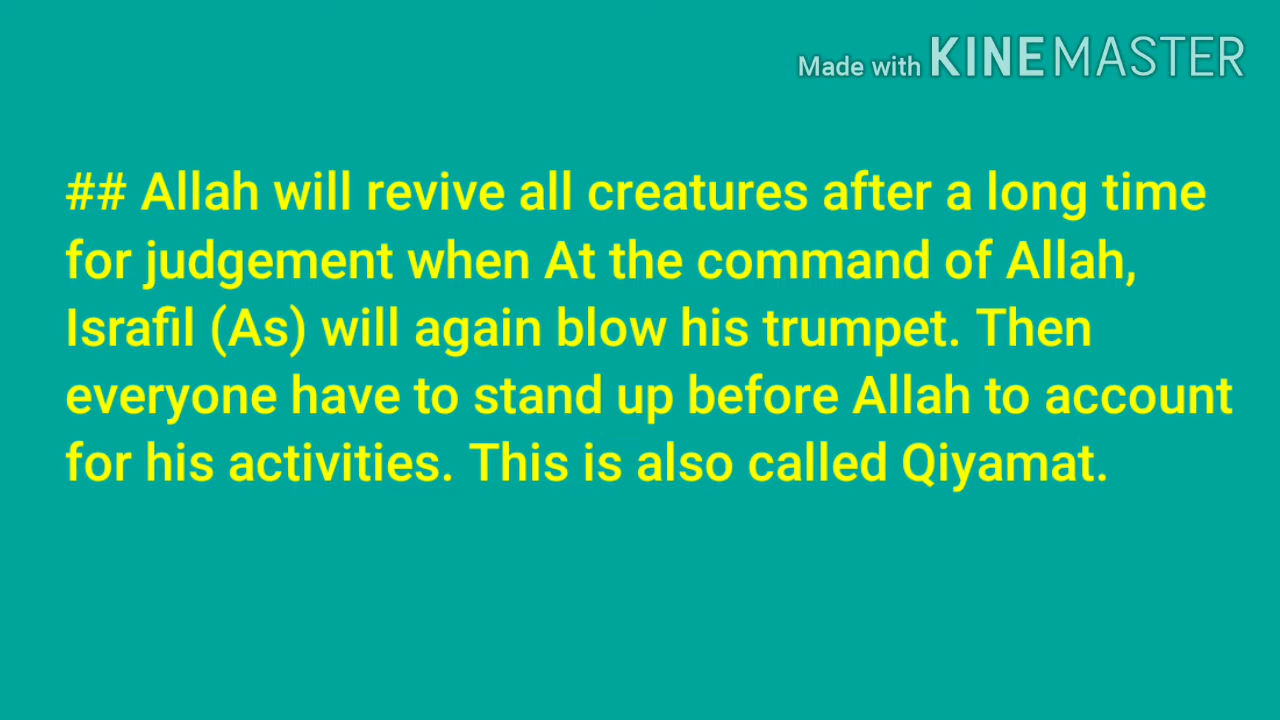 Made with KINEMASTER
## Allah will revive all creatures after a long time
for judgement when At the command of Allah,
Israfil (As) will again blow his trumpet. Then
everyone have to stand up before Allah to account
for his activities. This is also called Qiyamat.